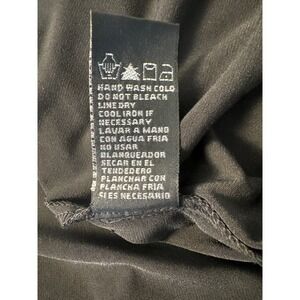 HAND WASH COLD
DO NOT BLEACH
LINE DRY
COOL IRON IF
NECESSARY
LAVAR A MANO
CON AGUA FRIA
NO USAR
BLANQUEADOR
SECAR EN EL
TENDEDERO
PLANCHAR CON
PLANCHA FRIA
SI ES NECESARIO